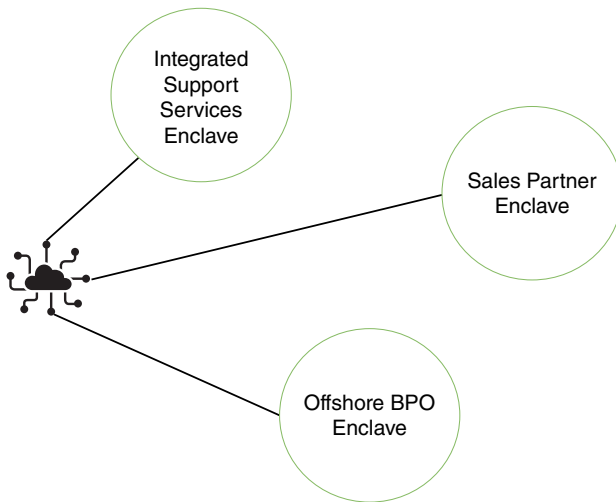 Integrated
Support
Services
Enclave
Sales Partner
Enclave
Offshore BPO
Enclave